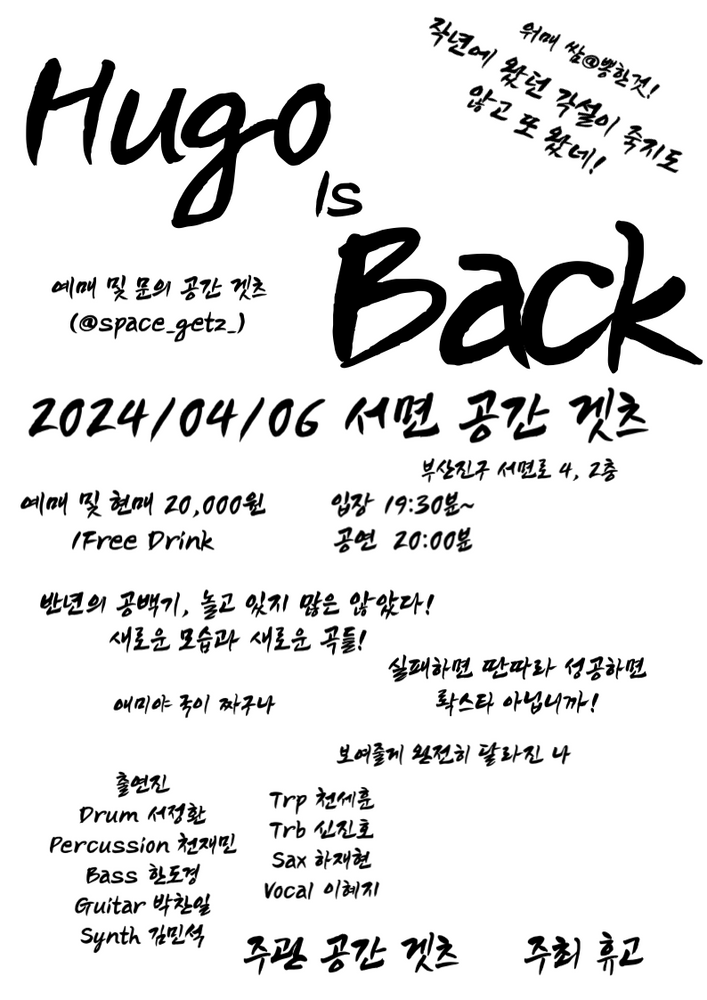 위매 쌈@뽕한것!
작년에 왔던 각설이 죽지도
않고 또 왔네!
Hugo
Is
Back
예매 및 문의 공간 겟츠
(@space_getz_)
2024/04/06 서면 공간 겟츠
부산진구 서면로 4, 2층
예매 및 현매 20,000원
1Free Drink
입장 19:30분~
공연 20:00분
반년의 공백기, 놀고 있지 많은 않았다!
새로운 모습과 새로운 곡들!
실패하면 딴따라 성공하면
롹스타 아닙니까!
애미야 국이 짜구나
보여줄게 완전히 달라진 나
출연진
Drum 서정환
Percussion 천재민
Bass 한도경
Guitar 박찬일
Synth 김민석
Trp 천세훈
Trb 신진호
Sax 하재현
Vocal 이혜지
주관 공간 겟츠
주최 휴고